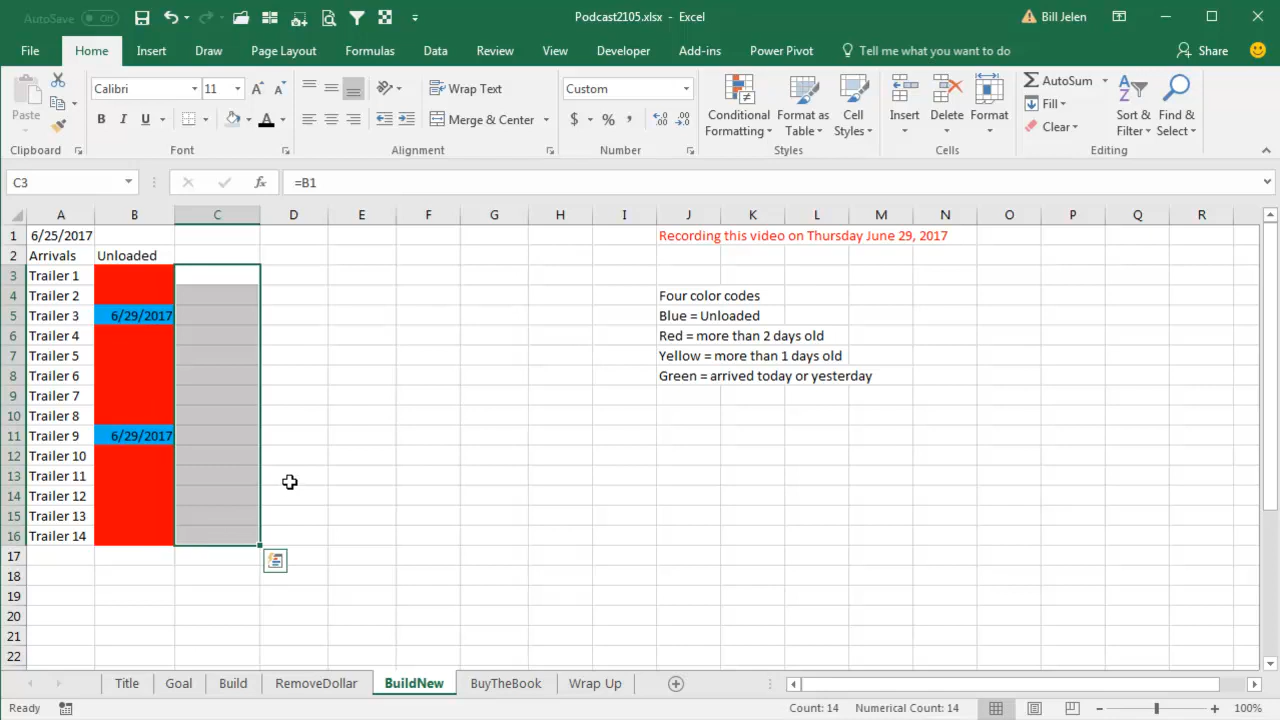 AutoSave Off Podcast2105.xlsx - Excel Bill Jelen
File Home Insert Draw Page Layout Formulas Data Review View Developer Add-ins Power Pivot Tell me what you want to do Share
Paste Calibri 11 Wrap Text Custom Conditional Formatting Format as Table Cell Styles Insert Delete Format AutoSum Sort & Filter Find & Select
B I U A Merge & Center $ % , Fill Clear
Clipboard Font Alignment Number Styles Cells Editing
C3 fx =B1
A B C D E F G H I J K L M N O P Q R
1 6/25/2017 Recording this video on Thursday June 29, 2017
2 Arrivals Unloaded
3 Trailer 1
4 Trailer 2 Four color codes
5 Trailer 3 6/29/2017 Blue = Unloaded
6 Trailer 4 Red = more than 2 days old
7 Trailer 5 Yellow = more than 1 days old
8 Trailer 6 Green = arrived today or yesterday
9 Trailer 7
10 Trailer 8
11 Trailer 9 6/29/2017
12 Trailer 10
13 Trailer 11
14 Trailer 12
15 Trailer 13
16 Trailer 14
17
18
19
20
21
22
Title Goal Build RemoveDollar BuildNew BuyTheBook Wrap Up
Ready Count: 14 Numerical Count: 14 100%